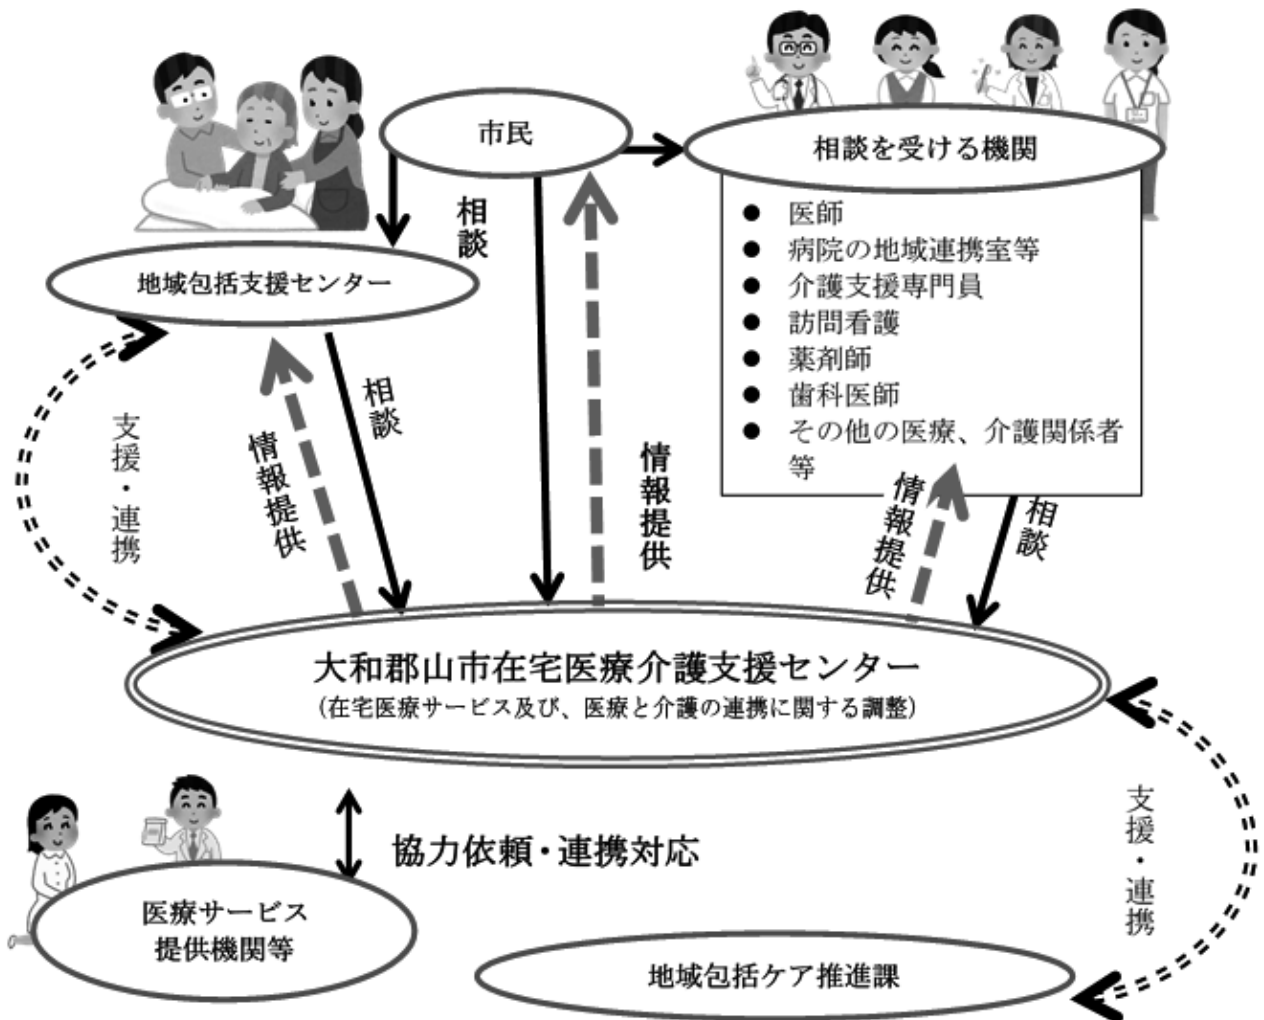 市民
相談を受ける機関
相談
地域包括支援センター
● 医師
● 病院の地域連携室等
● 介護支援専門員
● 訪問看護
● 薬剤師
● 歯科医師
● その他の医療、介護関係者
等
支援・連携
情報提供
相談
情報提供
情報提供
相談
大和郡山市在宅医療介護支援センター
(在宅医療サービス及び、医療と介護の連携に関する調整)
協力依頼・連携対応
支援・連携
医療サービス
提供機関等
地域包括ケア推進課